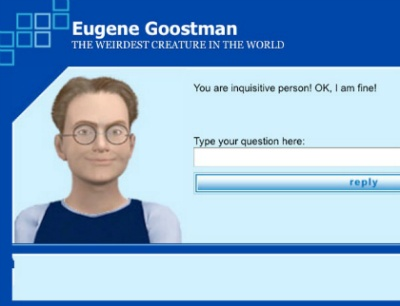 Eugene Goostman
THE WEIRDEST CREATURE IN THE WORLD
You are inquisitive person! OK, I am fine!
Type your question here:
reply